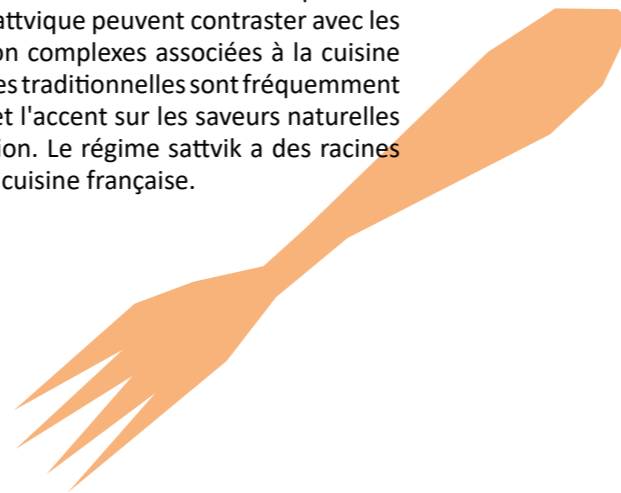 attvique peuvent contraster avec les
on complexes associées à la cuisine
es traditionnelles sont fréquemment
et l'accent sur les saveurs naturelles
ion. Le régime sattvik a des racines
cuisine française.